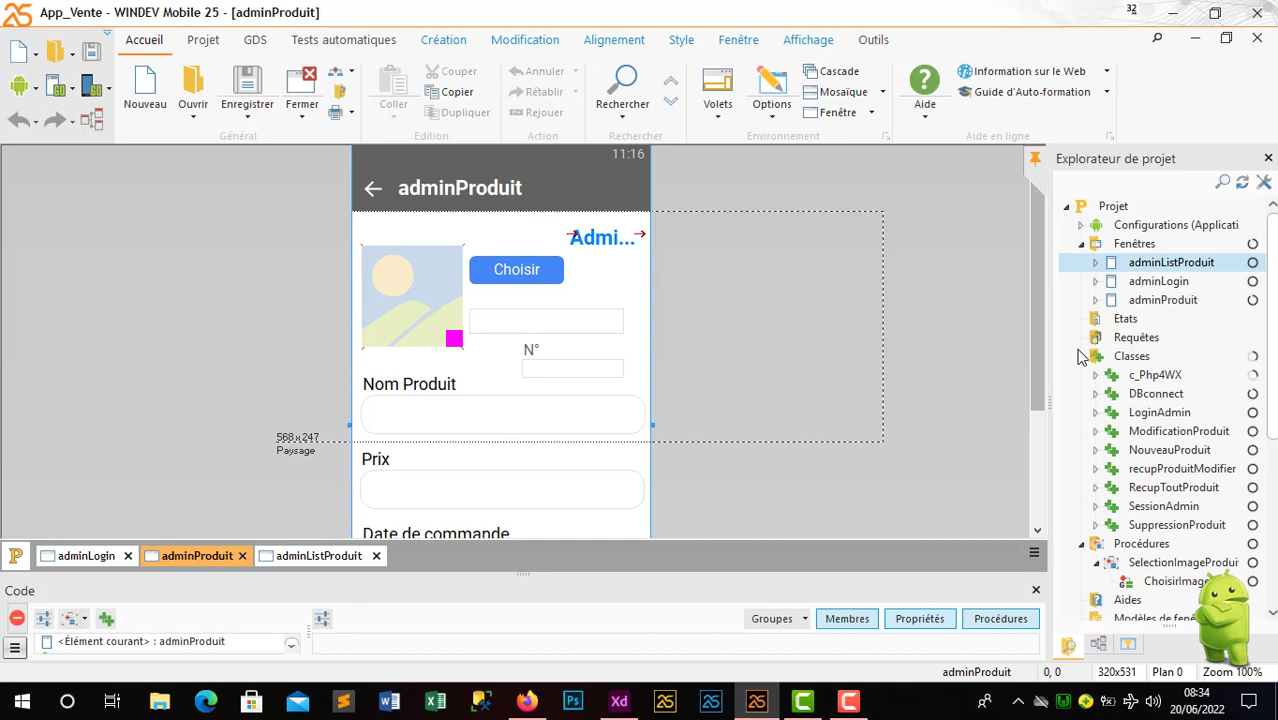 App_Vente - WINDEV Mobile 25 - [adminProduit]
32
Accueil Projet GDS Tests automatiques Création Modification Alignement Style Fenêtre Affichage Outils
Nouveau Ouvrir Enregistrer Fermer
Général
Coller Couper Copier Dupliquer
Edition
Annuler Rétablir Rejouer
Action
Rechercher
Rechercher
Volets Options Cascade Mosaïque Fenêtre
Environnement
Aide Information sur le Web Guide d'Auto-formation
Aide en ligne
11:16
adminProduit
Admi...
Choisir
N°
Nom Produit
568x247
Paysage
Prix
Date de commande
Explorateur de projet
Projet
Configurations (Applicati
Fenêtres
adminListProduit
adminLogin
adminProduit
Etats
Requêtes
Classes
c_Php4WX
DBconnect
LoginAdmin
ModificationProduit
NouveauProduit
recupProduitModifier
RecupToutProduit
SessionAdmin
SuppressionProduit
Procédures
SelectionImageProdui
ChoisirImag
Aides
Modèles de fenê
adminLogin adminProduit adminListProduit
Code
Groupes Membres Propriétés Procédures
<Élément courant> : adminProduit
adminProduit 0, 0 320x531 Plan 0 Zoom 100%
08:34
20/06/2022